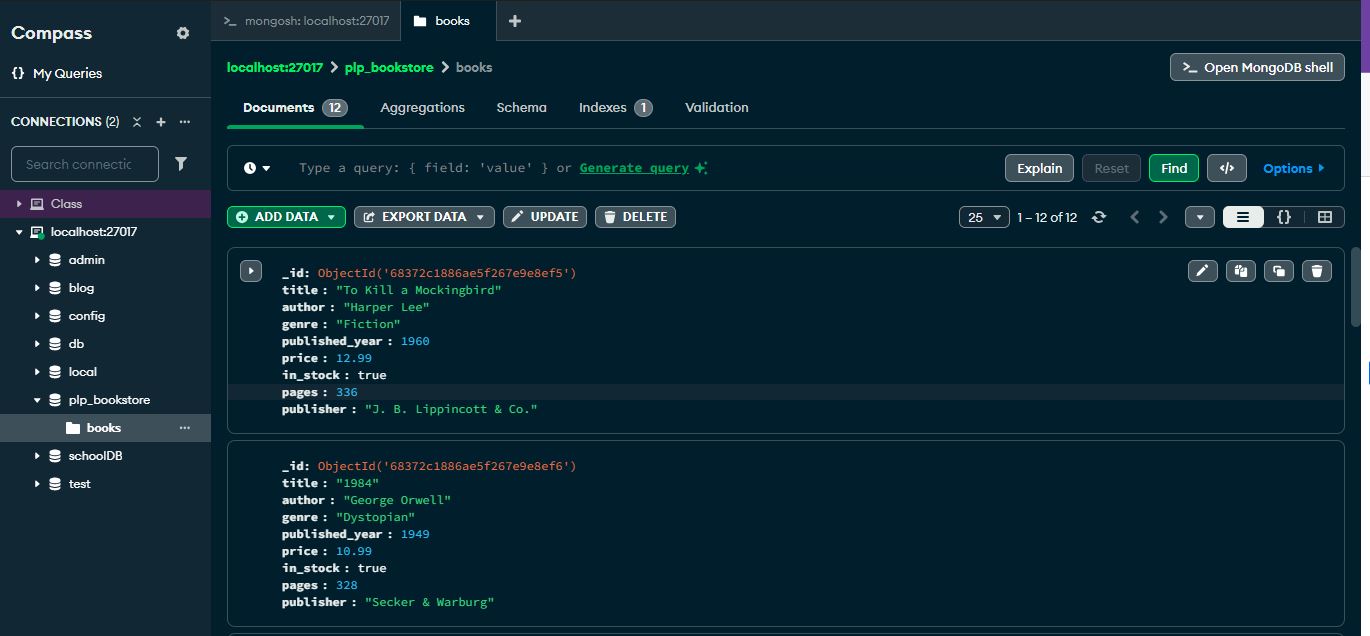 Compass
{} My Queries
CONNECTIONS (2)
Search connectic
Class
localhost:27017
admin
blog
config
db
local
plp_bookstore
books
schoolDB
test
>_ mongosh: localhost:27017
books
localhost:27017 > plp_bookstore > books
>_ Open MongoDB shell
Documents 12 Aggregations Schema Indexes 1 Validation
Type a query: { field: 'value' } or Generate query
Explain Reset Find </> Options
ADD DATA EXPORT DATA UPDATE DELETE
25 1 – 12 of 12 {}
_id: ObjectId('68372c1886ae5f267e9e8ef5')
title : "To Kill a Mockingbird"
author : "Harper Lee"
genre : "Fiction"
published_year : 1960
price : 12.99
in_stock : true
pages : 336
publisher : "J. B. Lippincott & Co."
_id: ObjectId('68372c1886ae5f267e9e8ef6')
title : "1984"
author : "George Orwell"
genre : "Dystopian"
published_year : 1949
price : 10.99
in_stock : true
pages : 328
publisher : "Secker & Warburg"